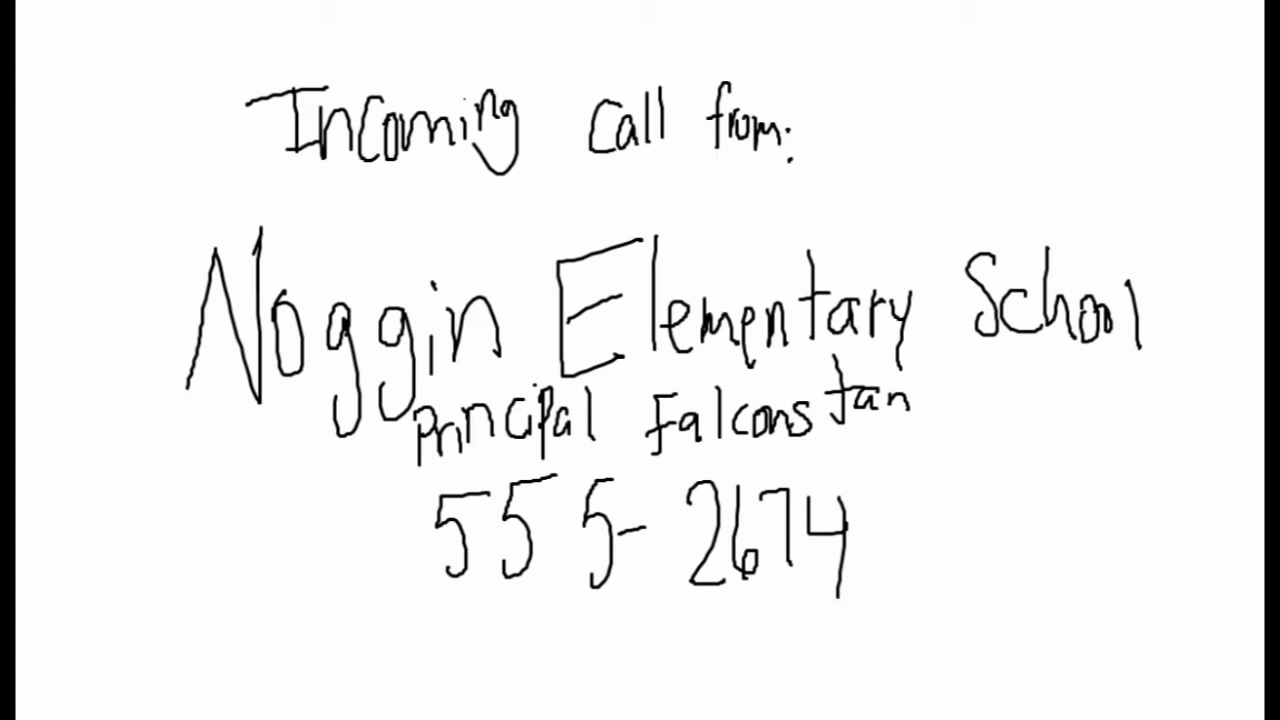 Incoming call from:
Noggin Elementary School
principal Falconstan
555-2674